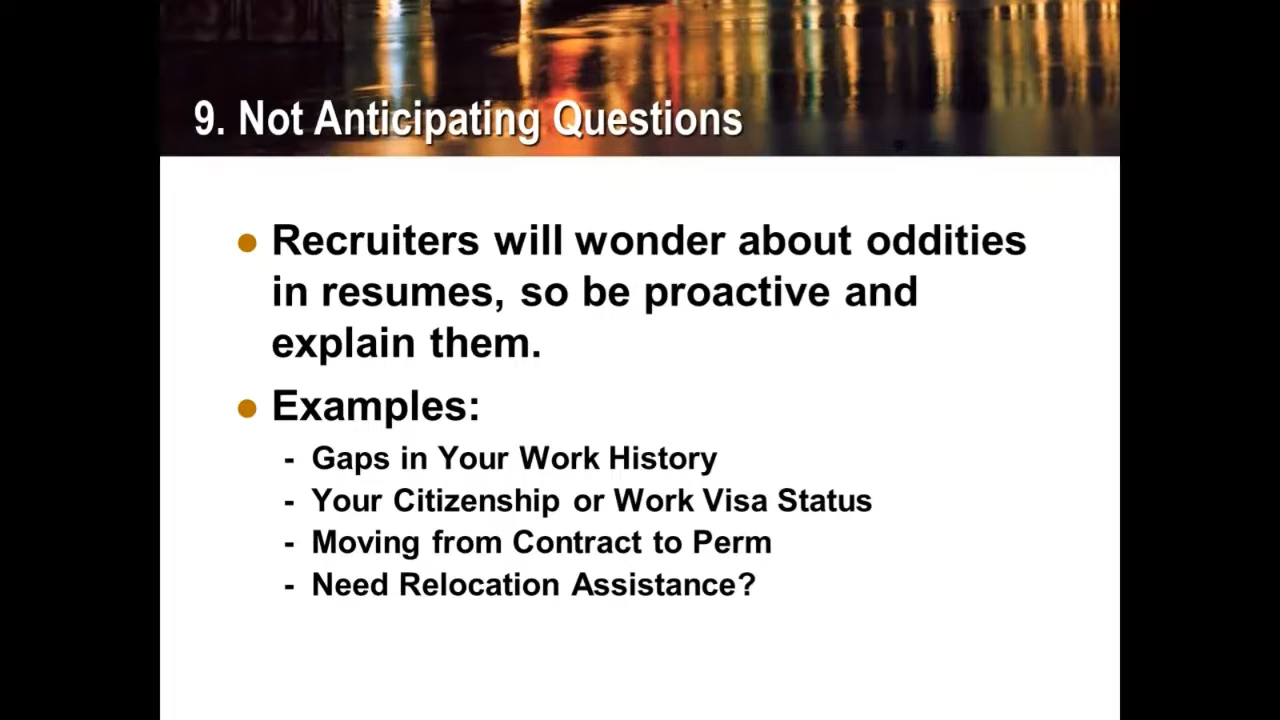 9. Not Anticipating Questions
● Recruiters will wonder about oddities
in resumes, so be proactive and
explain them.
● Examples:
- Gaps in Your Work History
- Your Citizenship or Work Visa Status
- Moving from Contract to Perm
- Need Relocation Assistance?